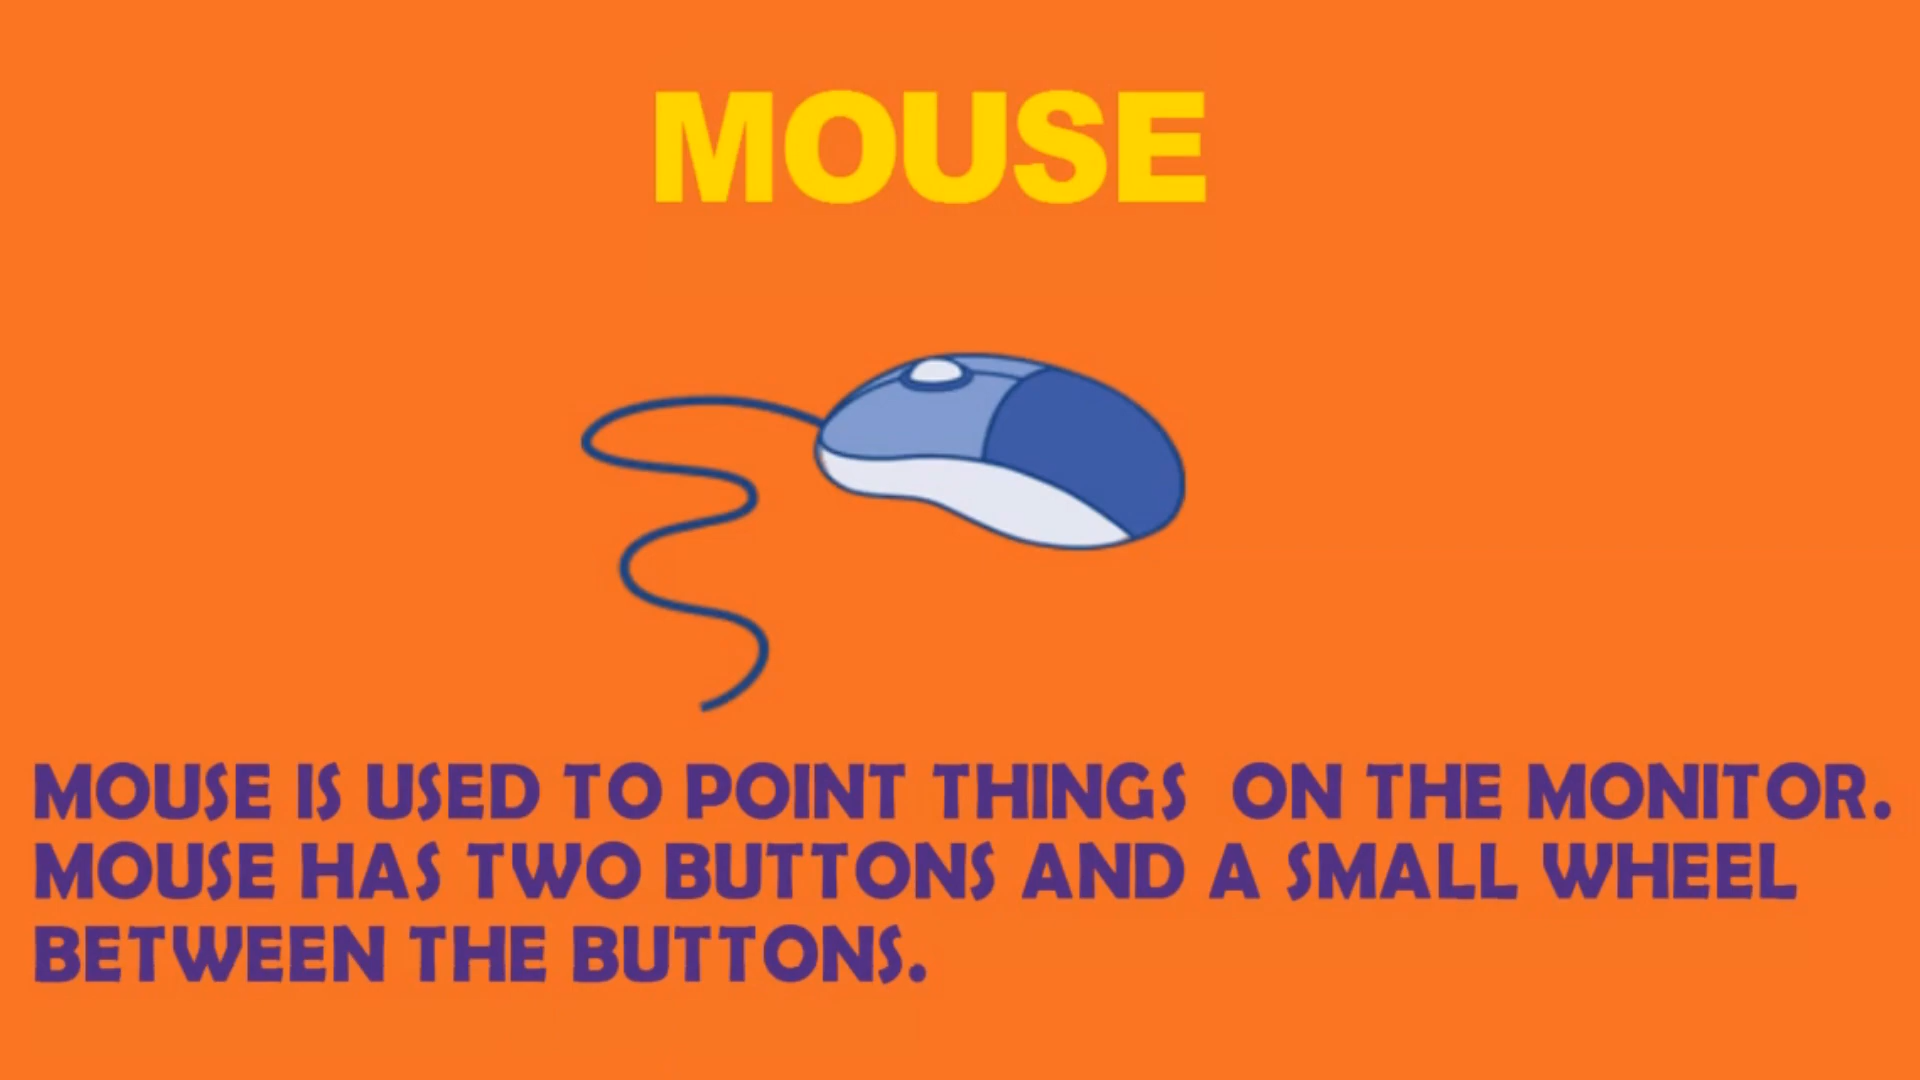 MOUSE
MOUSE IS USED TO POINT THINGS ON THE MONITOR.
MOUSE HAS TWO BUTTONS AND A SMALL WHEEL
BETWEEN THE BUTTONS.